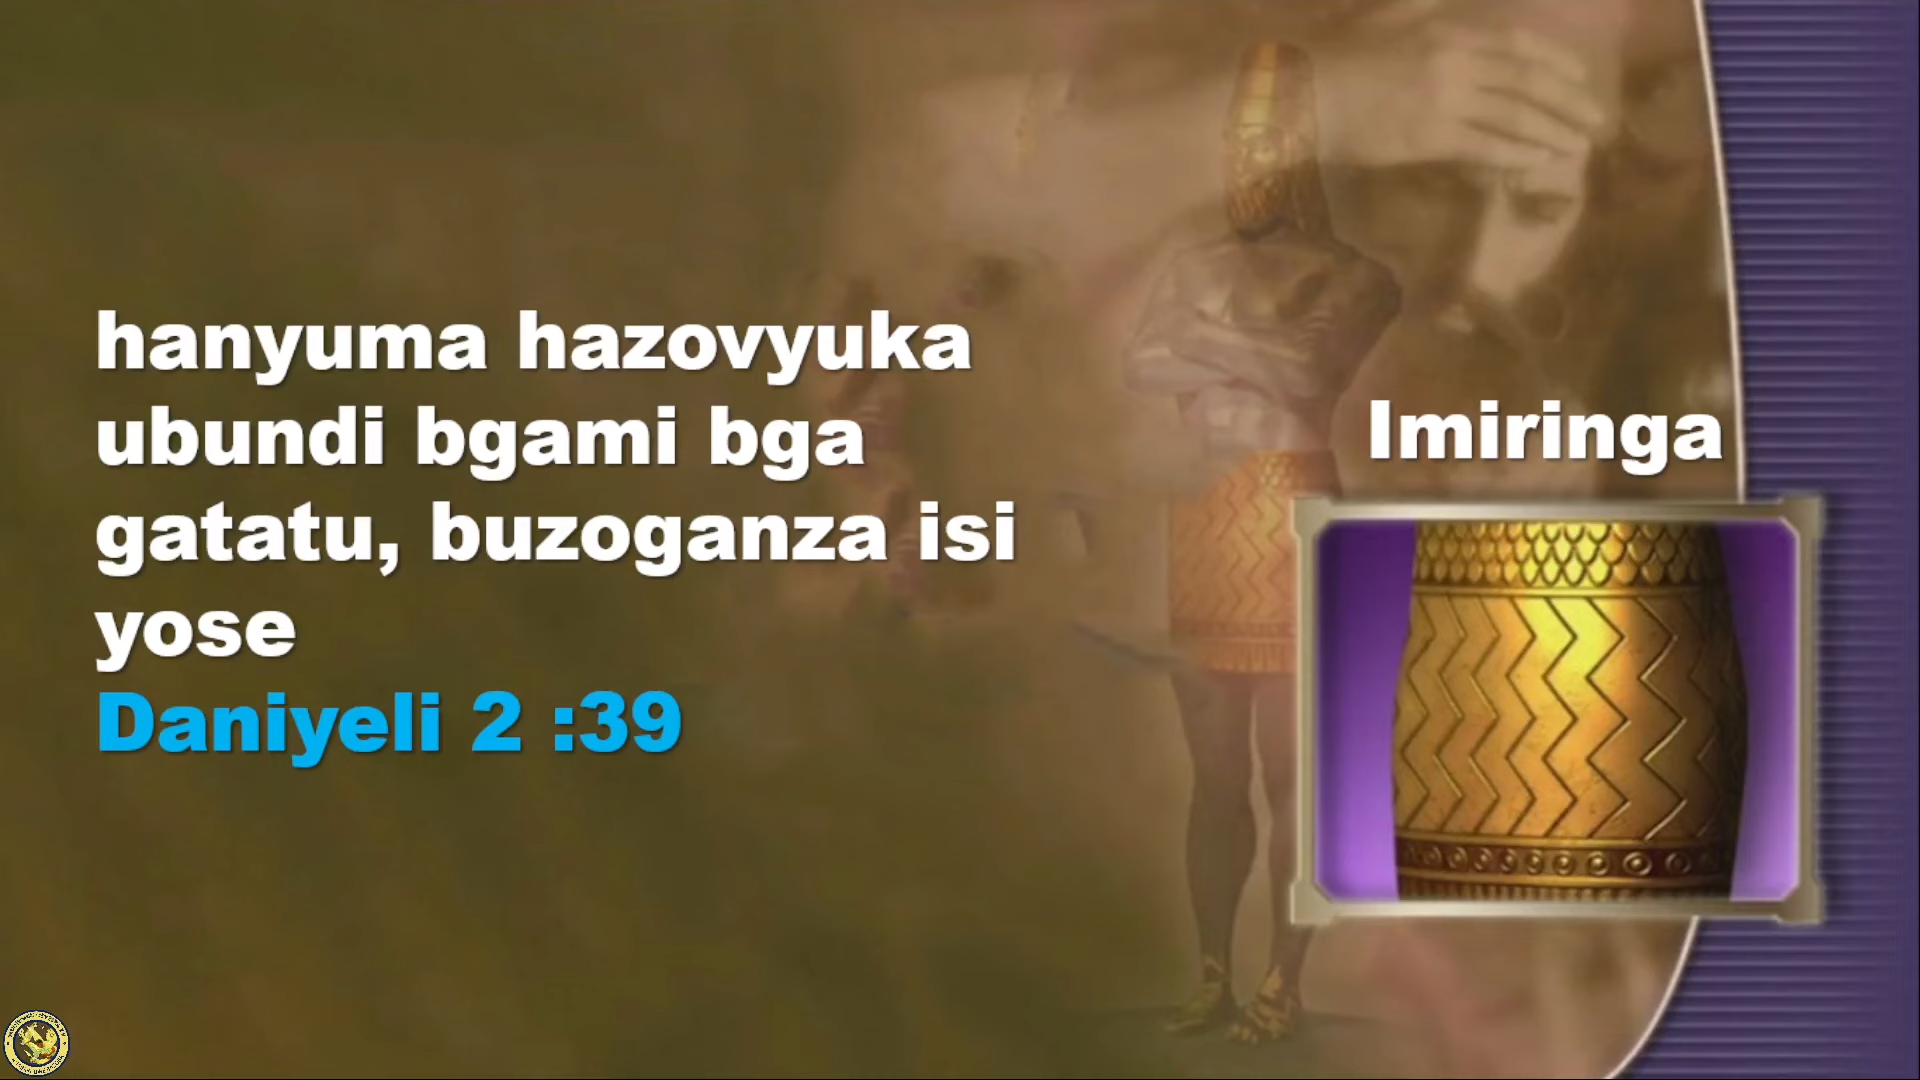 hanyuma hazovyuka
ubundi bgami bga
gatatu, buzoganza isi
yose
Daniyeli 2 :39
Imiringa